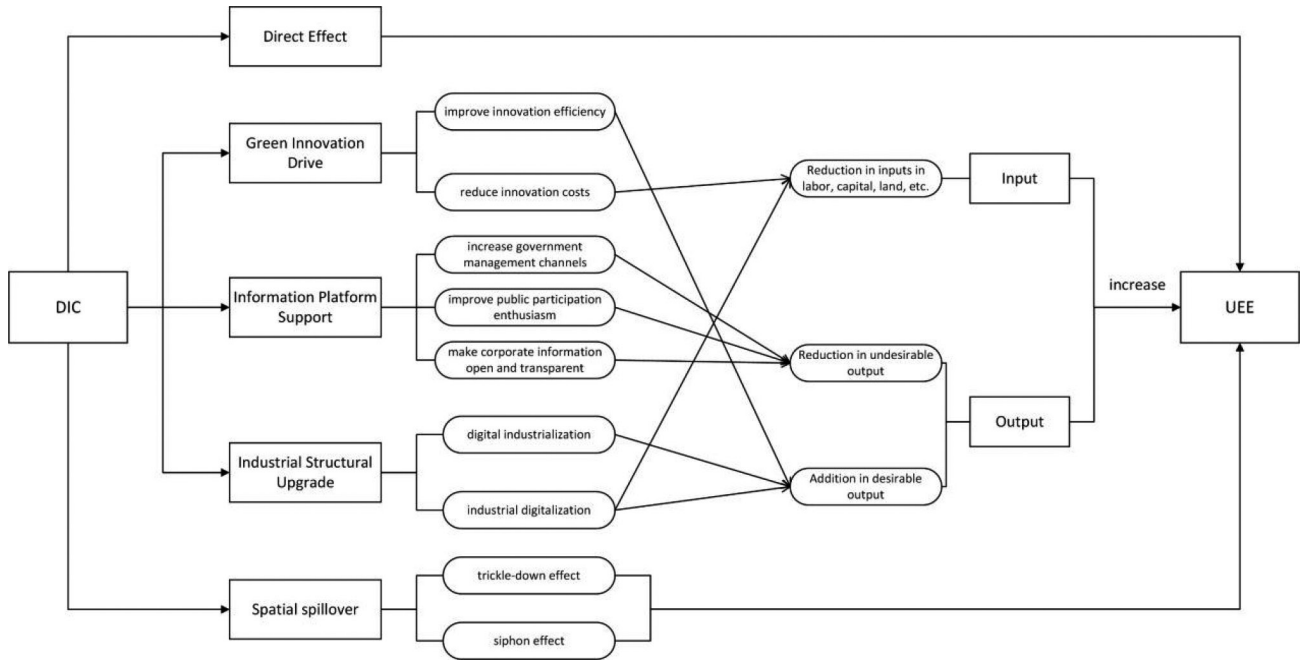 Direct Effect
improve innovation efficiency
Green Innovation
Drive
reduce innovation costs
Reduction in inputs in
labor, capital, land, etc.
Input
increase government
management channels
DIC
Information Platform
Support
improve public participation
enthusiasm
increase
UEE
make corporate information
open and transparent
Reduction in undesirable
output
Output
digital industrialization
Industrial Structural
Upgrade
Addition in desirable
output
industrial digitalization
trickle-down effect
Spatial spillover
siphon effect